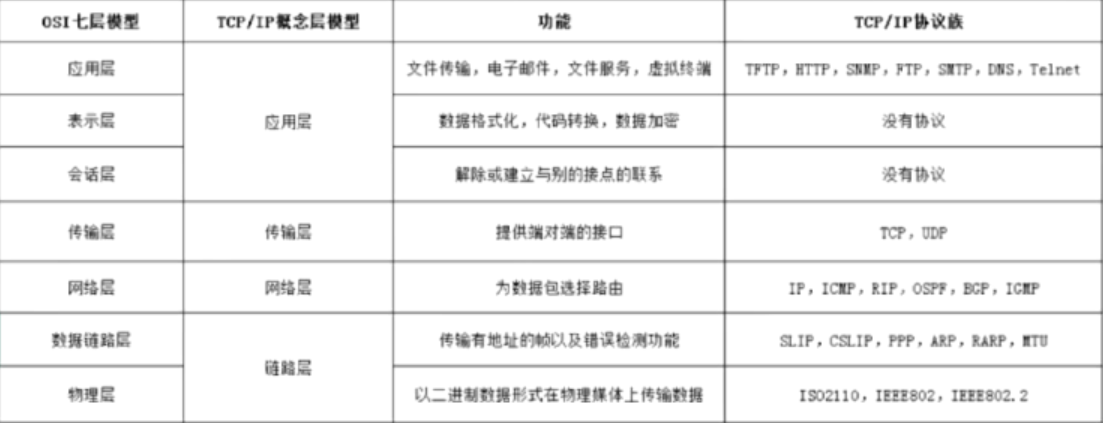 OSI七层模型 TCP/IP概念层模型 功能 TCP/IP协议族
应用层 文件传输，电子邮件，文件服务，虚拟终端 TFTP，HTTP，SNMP，FTP，SMTP，DNS，Telnet
表示层 应用层 数据格式化，代码转换，数据加密 没有协议
会话层 解除或建立与别的接点的联系 没有协议
传输层 传输层 提供端对端的接口 TCP，UDP
网络层 网络层 为数据包选择路由 IP，ICMP，RIP，OSPF，BGP，IGMP
数据链路层 传输有地址的帧以及错误检测功能 SLIP，CSLIP，PPP，ARP，RARP，MTU
链路层
物理层 以二进制数据形式在物理媒体上传输数据 ISO2110，IEEE802，IEEE802.2